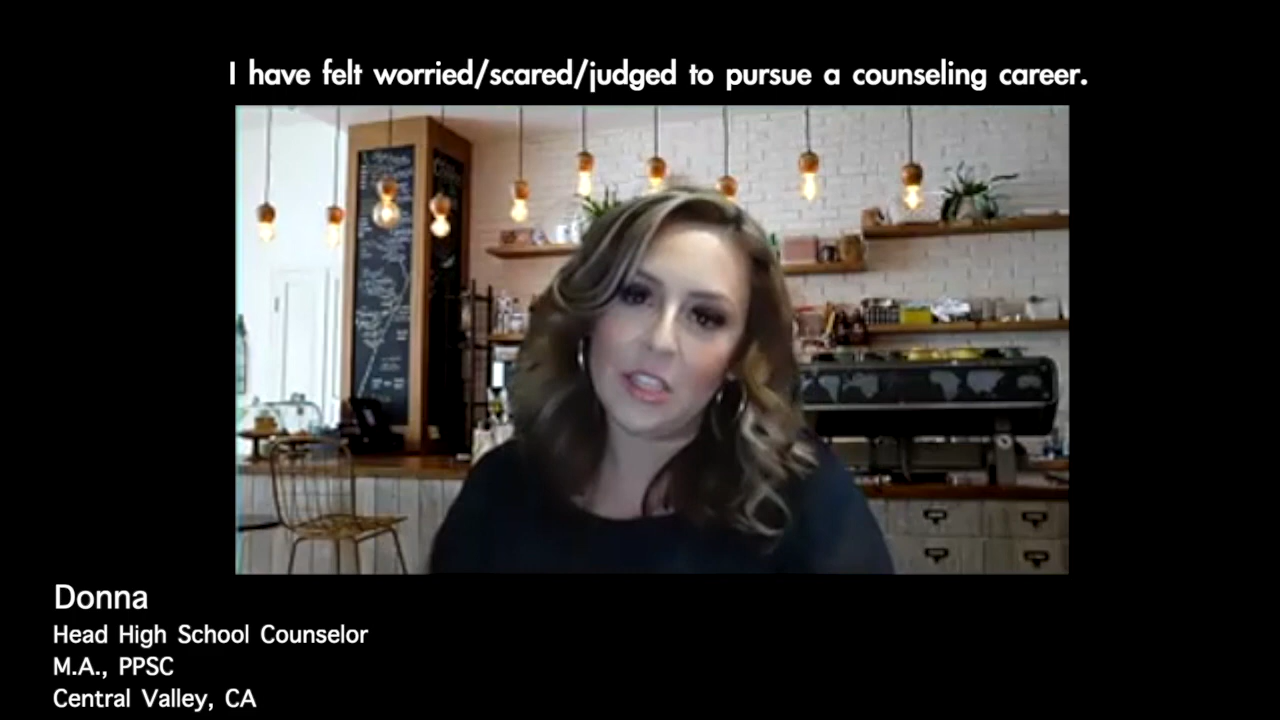 I have felt worried/scared/judged to pursue a counseling career.
Donna
Head High School Counselor
M.A., PPSC
Central Valley, CA